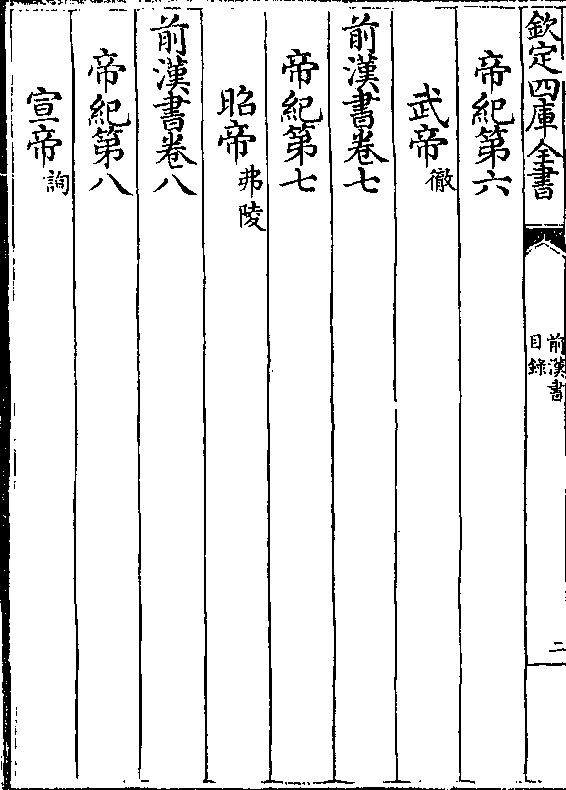 欽定四庫全書
前漢書
目錄
二
帝紀第六
武帝徹
前漢書卷七
帝紀第七
昭帝弗陵
前漢書卷八
帝紀第八
宣帝詢